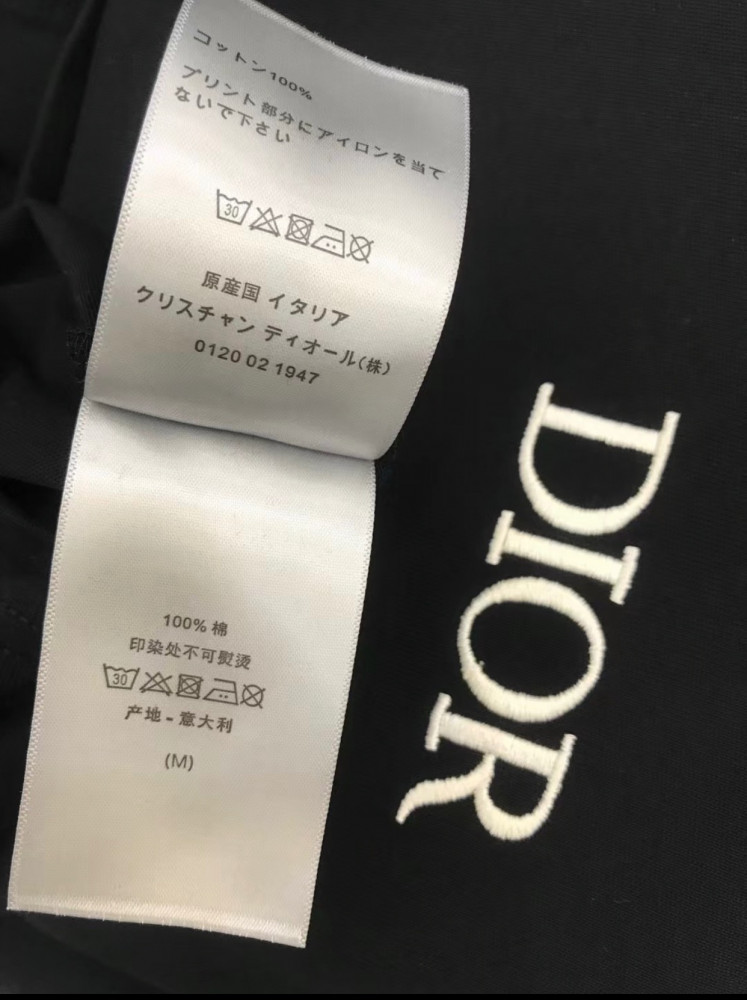 コットン100%
プリント部分にアイロンを当て
ないで下さい
30
原産国 イタリア
クリスチャン ディオール(株)
0120 02 1947
100% 棉
印染处不可熨烫
30
产地 - 意大利
(M)
DIOR